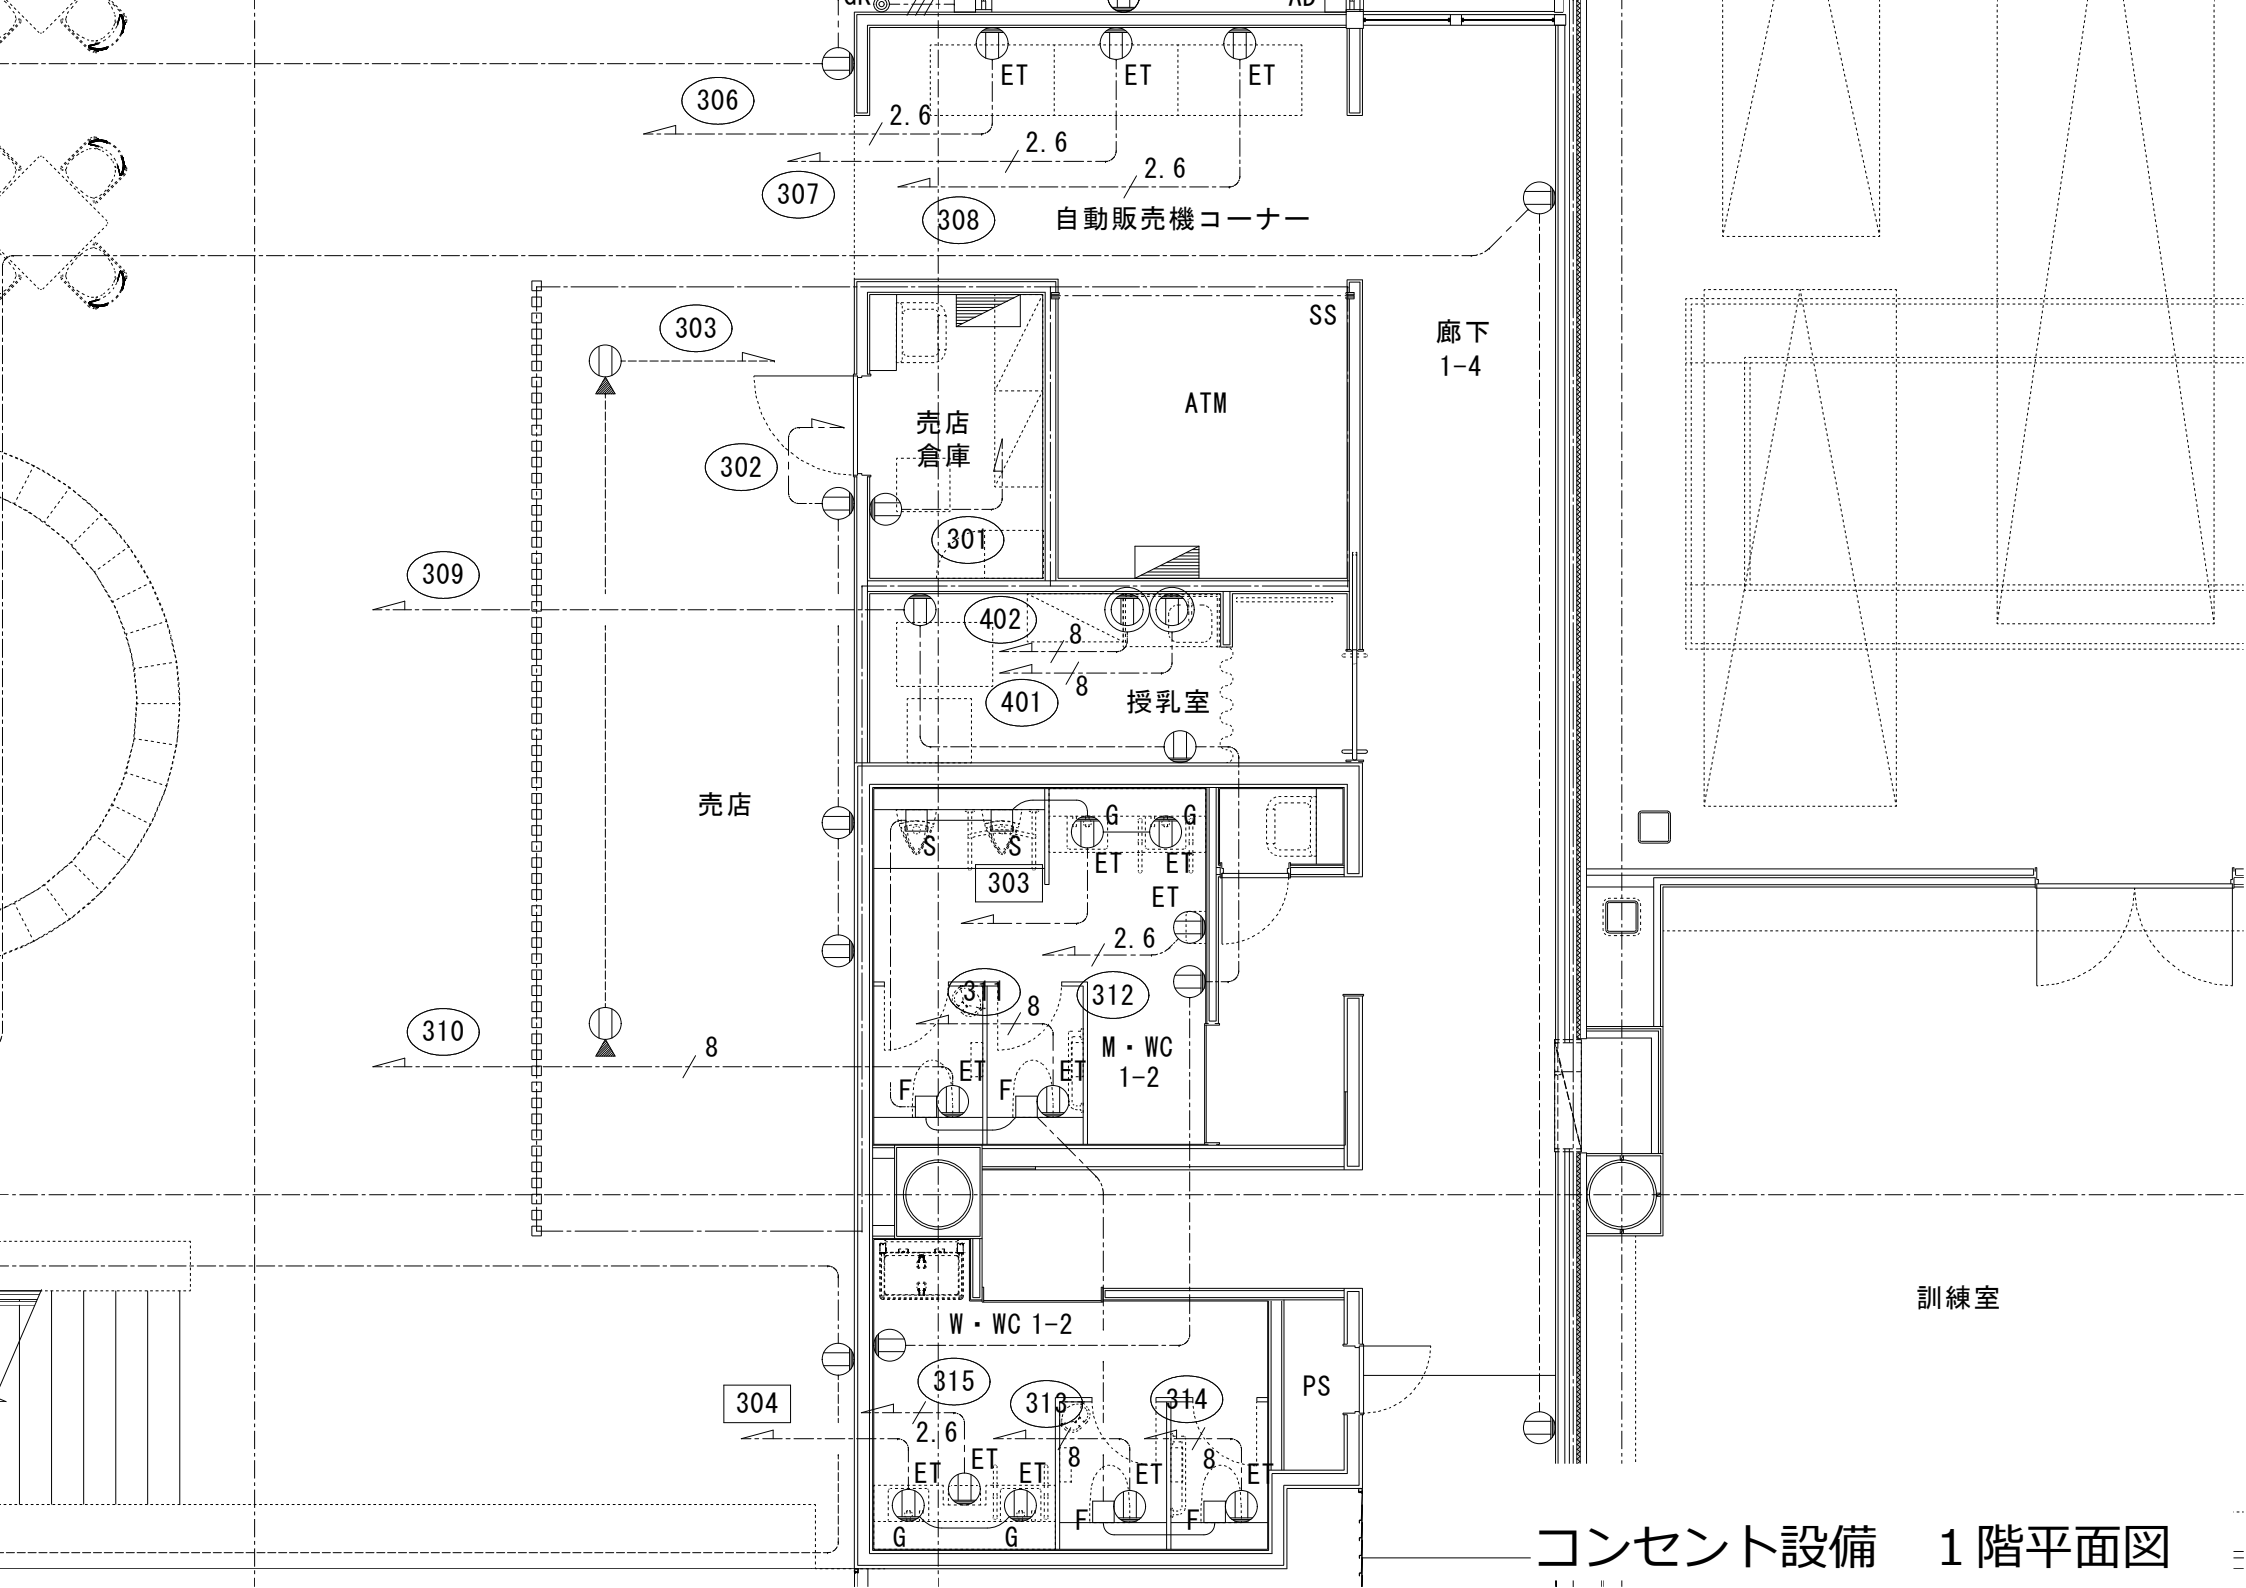 AD
ET
ET
ET
306
2.6
2.6
2.6
307
308
自動販売機コーナー
303
SS
廊下
1-4
ATM
売店
倉庫
302
301
309
402
8
8
401
授乳室
売店
G
G
S
S
ET
ET
303
ET
2.6
311
312
8
310
8
M・WC
1-2
ET
ET
F
F
訓練室
W・WC 1-2
315
313
314
PS
304
2.6
8
8
ET
ET
ET
ET
ET
F
F
G
G
コンセント設備　１階平面図